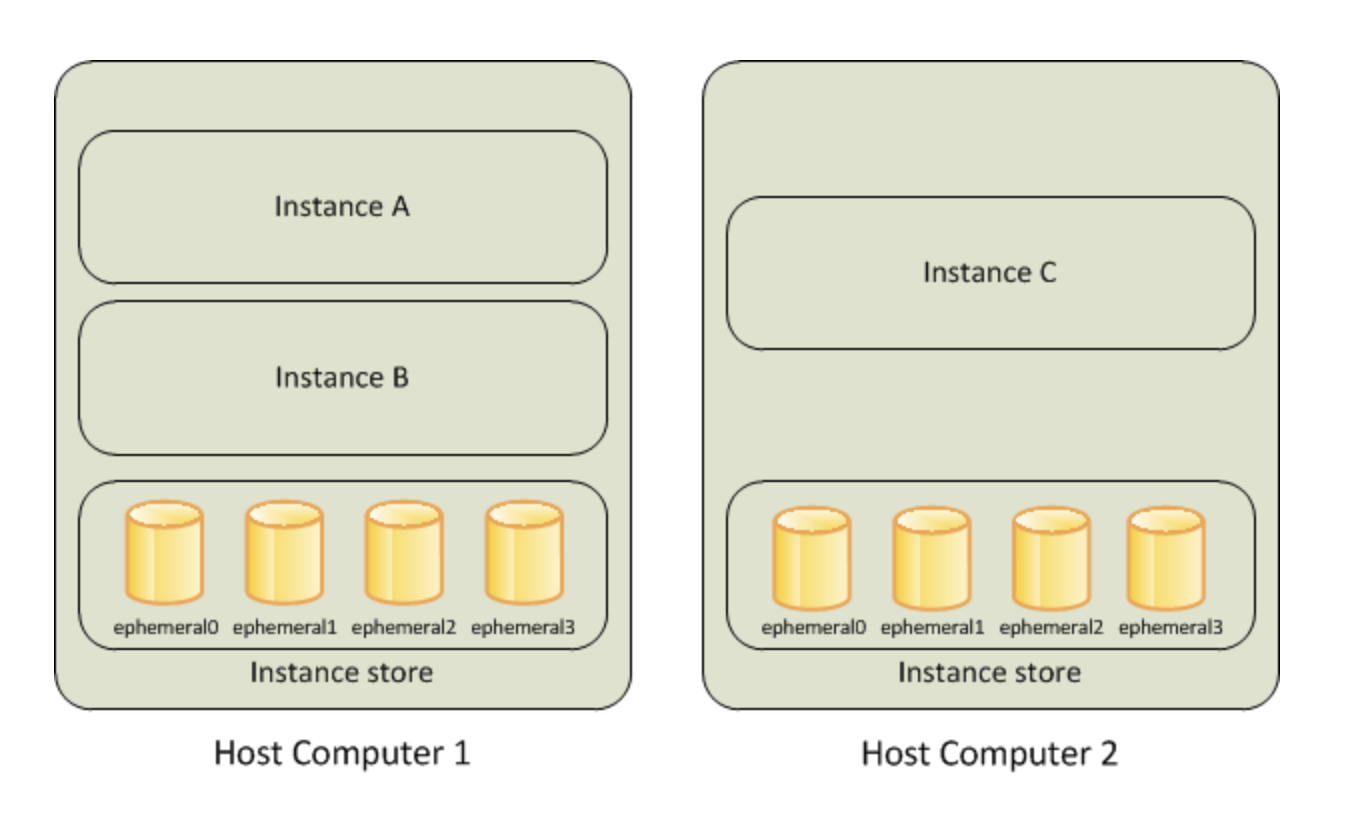 Instance A
Instance B
ephemeral0 ephemeral1 ephemeral2 ephemeral3
Instance store
Host Computer 1
Instance C
ephemeral0 ephemeral1 ephemeral2 ephemeral3
Instance store
Host Computer 2